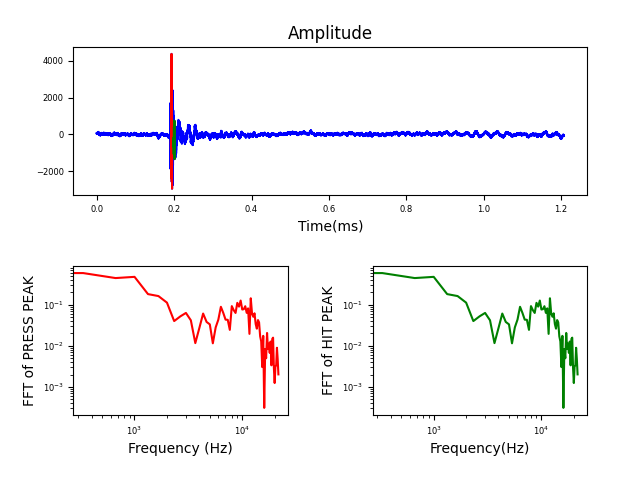 Amplitude
4000
2000
0
−2000
0.0 0.2 0.4 0.6 0.8 1.0 1.2
Time(ms)
FFT of PRESS PEAK
10⁻¹
10⁻²
10⁻³
10³ 10⁴
Frequency (Hz)
FFT of HIT PEAK
10⁻¹
10⁻²
10⁻³
10³ 10⁴
Frequency(Hz)